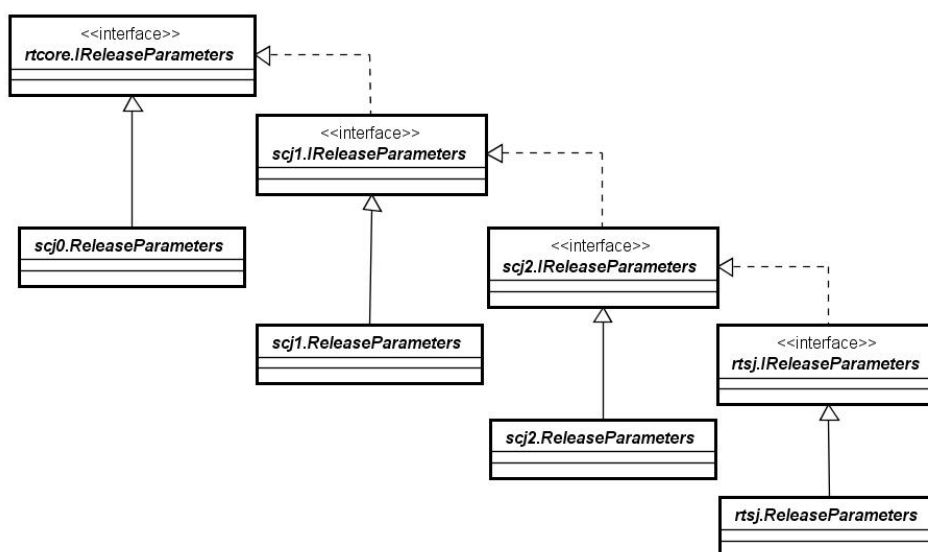 <<interface>>
rtcore.IReleaseParameters
<<interface>>
scj1.IReleaseParameters
scj0.ReleaseParameters
<<interface>>
scj2.IReleaseParameters
scj1.ReleaseParameters
<<interface>>
rtsj.IReleaseParameters
scj2.ReleaseParameters
rtsj.ReleaseParameters